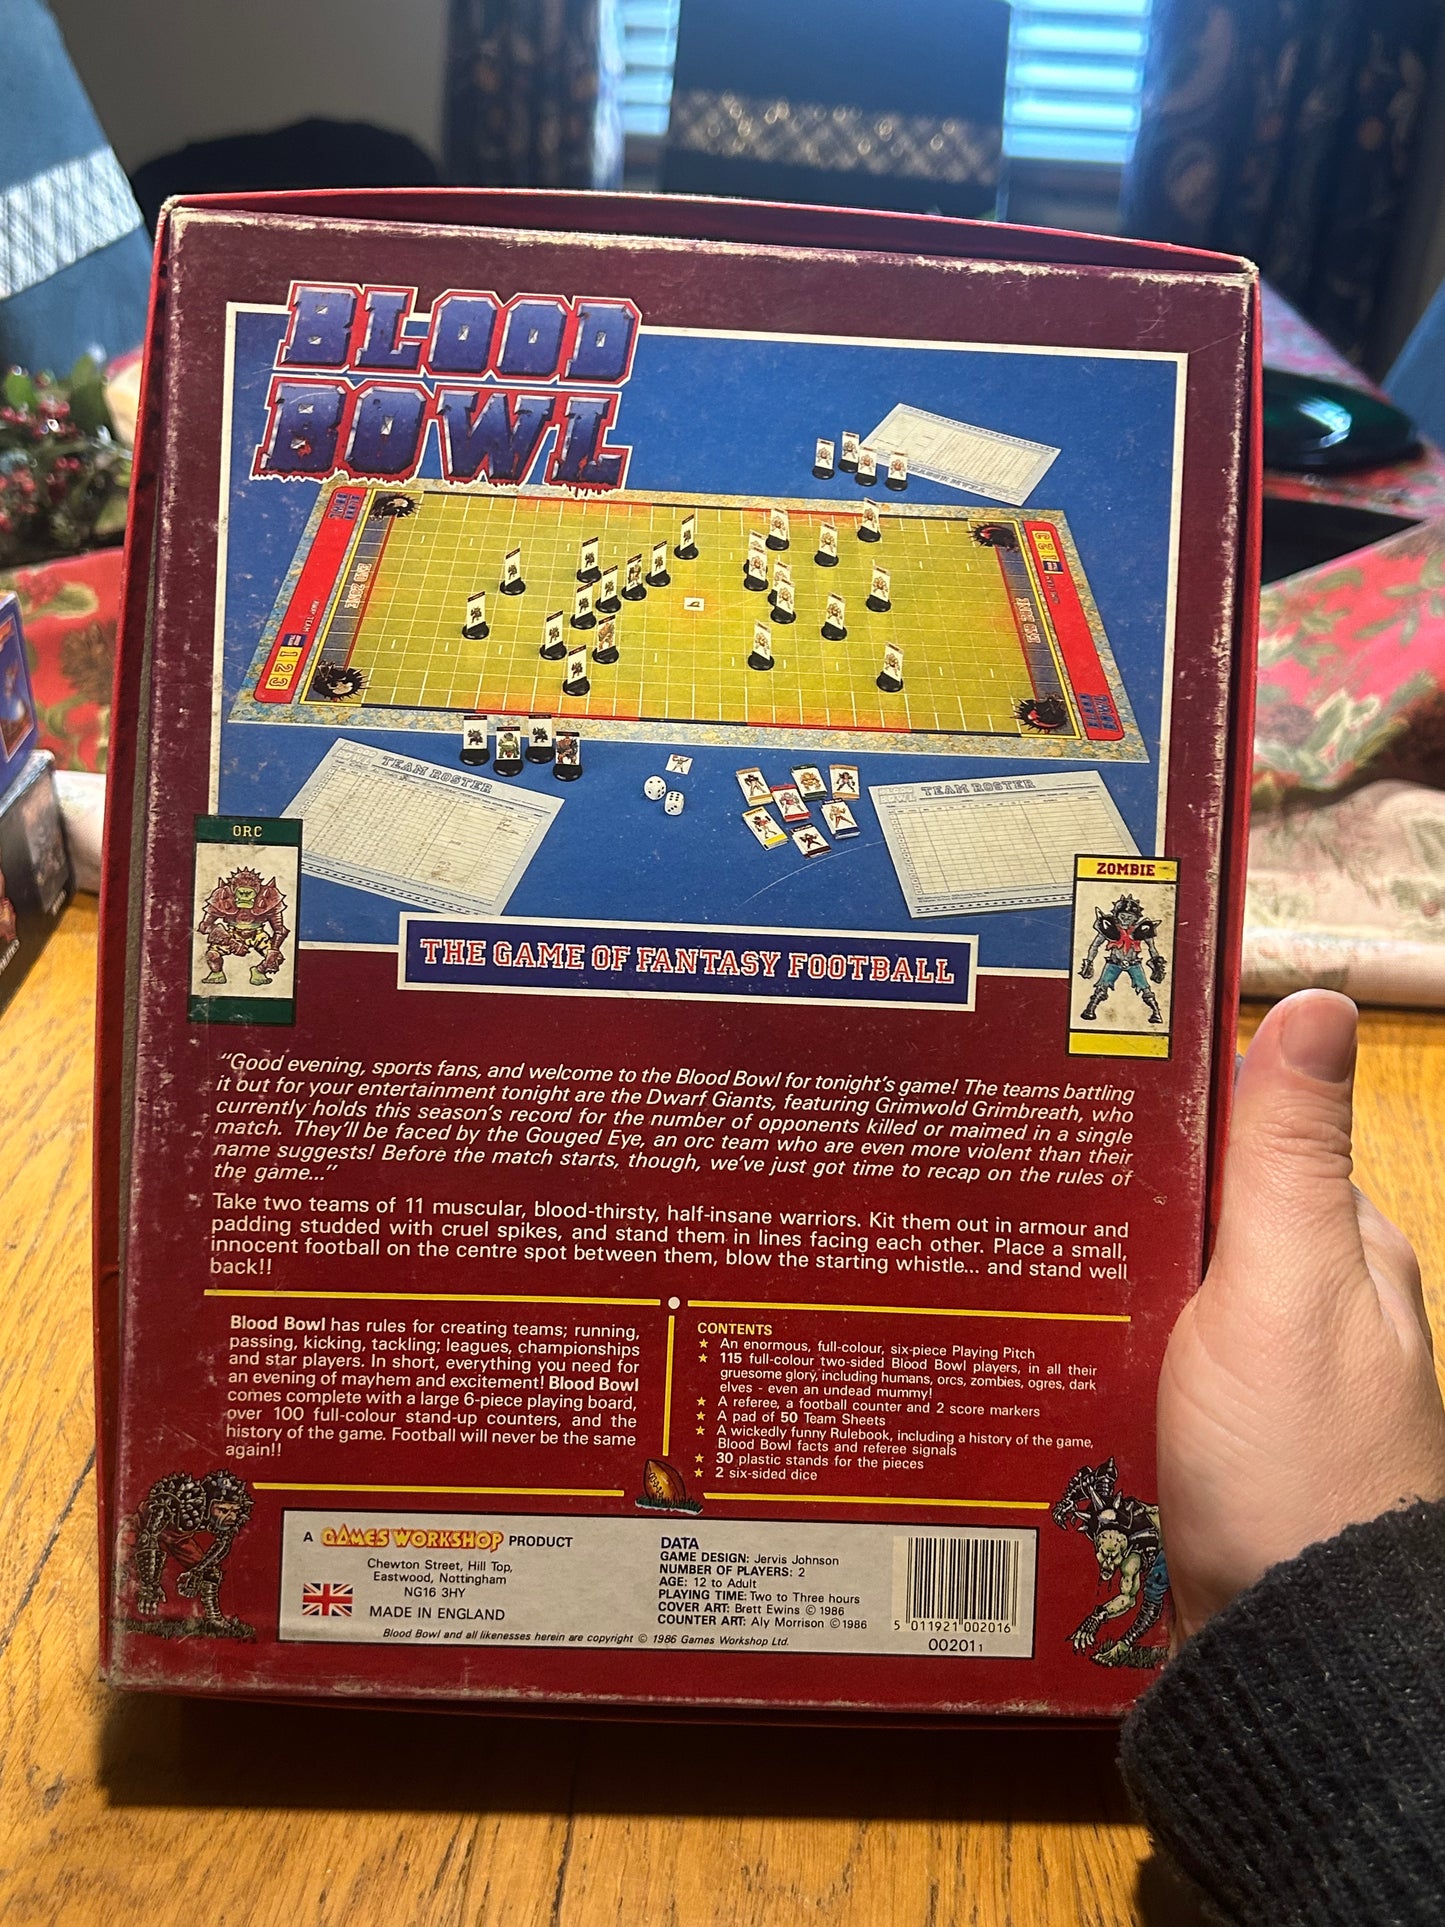 BLOOD
BOWL
TEAM ROSTER
BLOOD BOWL TEAM ROSTER
ORC
ZOMBIE
THE GAME OF FANTASY FOOTBALL
"Good evening, sports fans, and welcome to the Blood Bowl for tonight's game! The teams battling
it out for your entertainment tonight are the Dwarf Giants, featuring Grimwold Grimbreath, who
currently holds this season's record for the number of opponents killed or maimed in a single
match. They'll be faced by the Gouged Eye, an orc team who are even more violent than their
name suggests! Before the match starts, though, we've just got time to recap on the rules of
the game..."
Take two teams of 11 muscular, blood-thirsty, half-insane warriors. Kit them out in armour and
padding studded with cruel spikes, and stand them in lines facing each other. Place a small,
innocent football on the centre spot between them, blow the starting whistle... and stand well
back!!
Blood Bowl has rules for creating teams; running,
passing, kicking, tackling; leagues, championships
and star players. In short, everything you need for
an evening of mayhem and excitement! Blood Bowl
comes complete with a large 6-piece playing board,
over 100 full-colour stand-up counters, and the
history of the game. Football will never be the same
again!!
CONTENTS
★ An enormous, full-colour, six-piece Playing Pitch
★ 115 full-colour two-sided Blood Bowl players, in all their
gruesome glory, including humans, orcs, zombies, ogres, dark
elves - even an undead mummy!
★ A referee, a football counter and 2 score markers
★ A pad of 50 Team Sheets
★ A wickedly funny Rulebook, including a history of the game,
Blood Bowl facts and referee signals
★ 30 plastic stands for the pieces
★ 2 six-sided dice
A GAMES WORKSHOP PRODUCT
Chewton Street, Hill Top,
Eastwood, Nottingham
NG16 3HY
MADE IN ENGLAND
DATA
GAME DESIGN: Jervis Johnson
NUMBER OF PLAYERS: 2
AGE: 12 to Adult
PLAYING TIME: Two to Three hours
COVER ART: Brett Ewins © 1986
COUNTER ART: Aly Morrison © 1986
Blood Bowl and all likenesses herein are copyright © 1986 Games Workshop Ltd.
5 011921 002016
00201 1